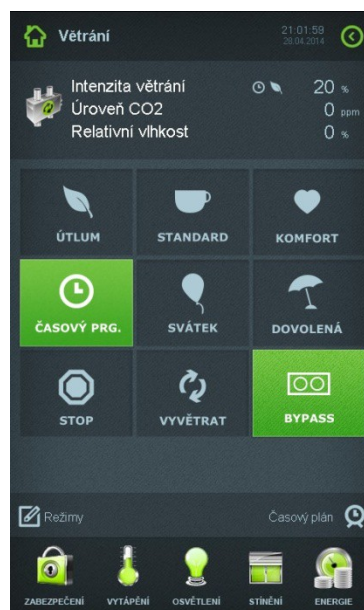 Větrání
21:01:59
28.04.2014
Intenzita větrání 20 %
Úroveň CO2 0 ppm
Relativní vlhkost 0 %
ÚTLUM STANDARD KOMFORT
ČASOVÝ PRG. SVÁTEK DOVOLENÁ
STOP VYVĚTRAT BYPASS
Režimy Časový plán
ZABEZPEČENÍ VYTÁPĚNÍ OSVĚTLENÍ STÍNĚNÍ ENERGIE